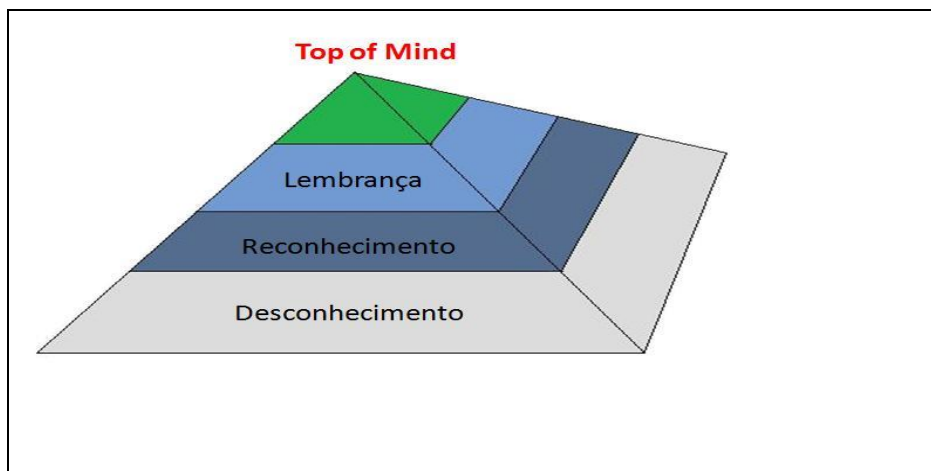 Top of Mind
Lembrança
Reconhecimento
Desconhecimento